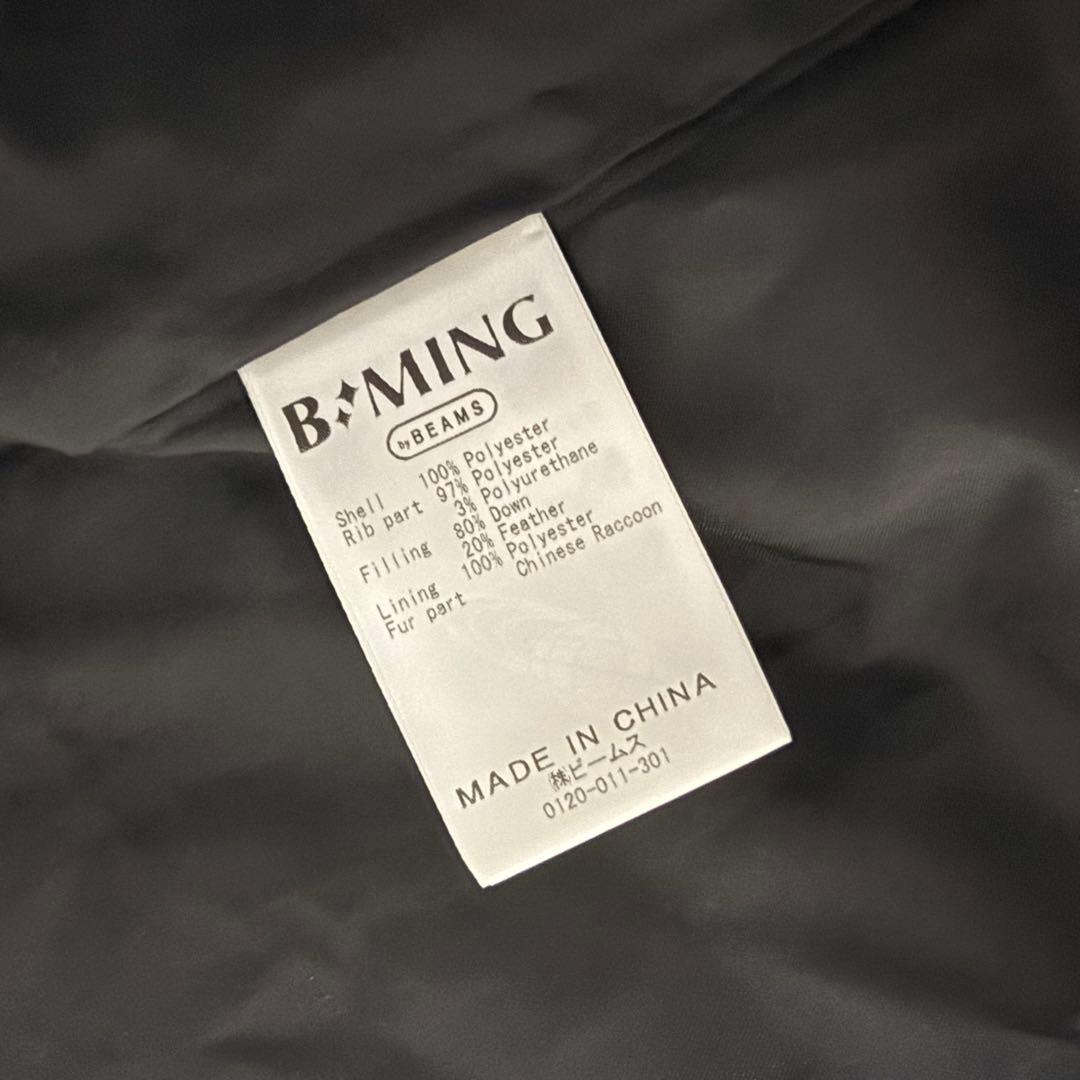 B:MING
by BEAMS
Shell 100% Polyester
Rib part 97% Polyester
3% Polyurethane
Filling 80% Down
20% Feather
Lining 100% Polyester
Fur part Chinese Raccoon
MADE IN CHINA
㈱ビームス
0120-011-301